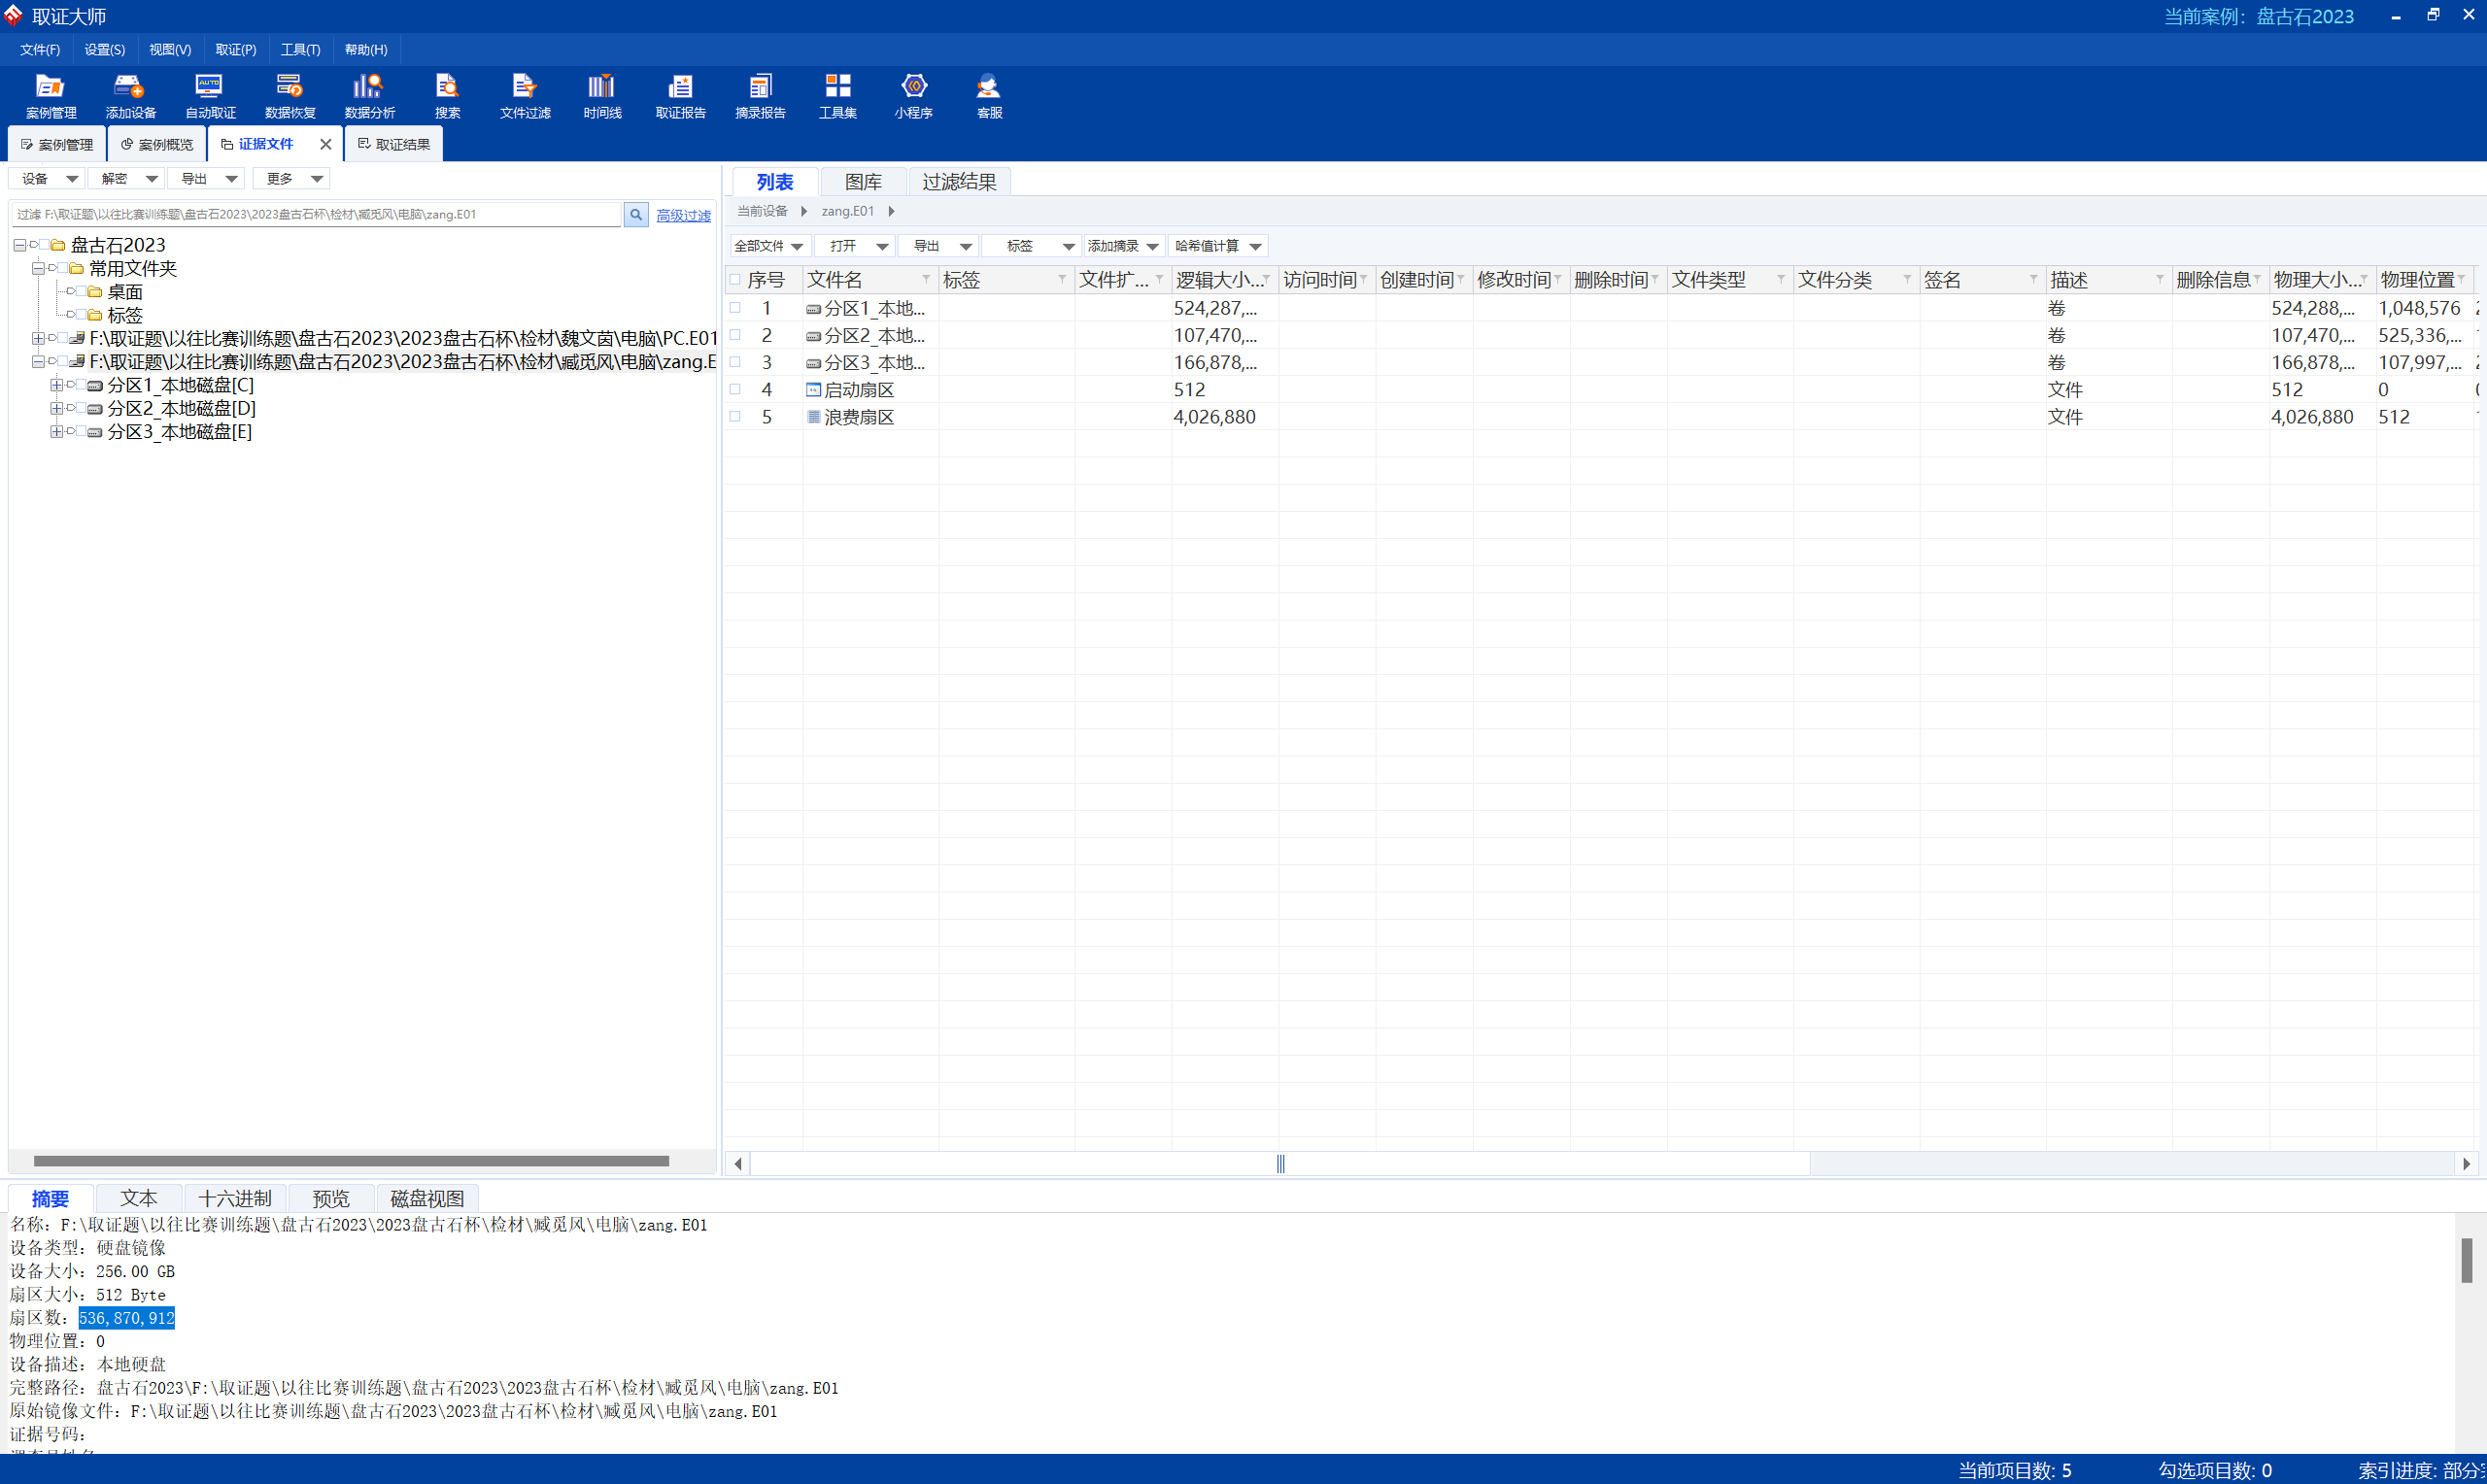 取证大师
当前案例：盘古石2023
文件(F) 设置(S) 视图(V) 取证(P) 工具(T) 帮助(H)
案例管理 添加设备 自动取证 数据恢复 数据分析 搜索 文件过滤 时间线 取证报告 摘录报告 工具集 小程序 客服
案例管理 案例概览 证据文件 取证结果
设备 解密 导出 更多
过滤 F:\取证题\以往比赛训练题\盘古石2023\2023盘古石杯\检材\臧觅风\电脑\zang.E01 高级过滤
盘古石2023
常用文件夹
桌面
标签
F:\取证题\以往比赛训练题\盘古石2023\2023盘古石杯\检材\魏文茵\电脑\PC.E01
F:\取证题\以往比赛训练题\盘古石2023\2023盘古石杯\检材\臧觅风\电脑\zang.E
分区1_本地磁盘[C]
分区2_本地磁盘[D]
分区3_本地磁盘[E]
列表 图库 过滤结果
当前设备 zang.E01
全部文件 打开 导出 标签 添加摘录 哈希值计算
序号 文件名 标签 文件扩... 逻辑大小... 访问时间 创建时间 修改时间 删除时间 文件类型 文件分类 签名 描述 删除信息 物理大小... 物理位置
1 分区1_本地... 524,287,... 卷 524,288,... 1,048,576
2 分区2_本地... 107,470,... 卷 107,470,... 525,336,...
3 分区3_本地... 166,878,... 卷 166,878,... 107,997,...
4 启动扇区 512 文件 512 0
5 浪费扇区 4,026,880 文件 4,026,880 512
摘要 文本 十六进制 预览 磁盘视图
名称：F:\取证题\以往比赛训练题\盘古石2023\2023盘古石杯\检材\臧觅风\电脑\zang.E01
设备类型：硬盘镜像
设备大小：256.00 GB
扇区大小：512 Byte
扇区数：536,870,912
物理位置：0
设备描述：本地硬盘
完整路径：盘古石2023\F:\取证题\以往比赛训练题\盘古石2023\2023盘古石杯\检材\臧觅风\电脑\zang.E01
原始镜像文件：F:\取证题\以往比赛训练题\盘古石2023\2023盘古石杯\检材\臧觅风\电脑\zang.E01
证据号码：
当前项目数: 5 勾选项目数: 0 索引进度: 部分